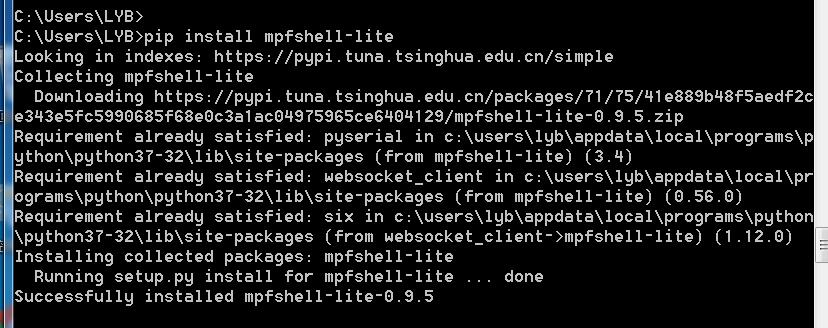 C:\Users\LYB>
C:\Users\LYB>pip install mpfshell-lite
Looking in indexes: https://pypi.tuna.tsinghua.edu.cn/simple
Collecting mpfshell-lite
  Downloading https://pypi.tuna.tsinghua.edu.cn/packages/71/75/41e889b48f5aedf2c
e343e5fc5990685f68e0c3a1ac04975965ce6404129/mpfshell-lite-0.9.5.zip
Requirement already satisfied: pyserial in c:\users\lyb\appdata\local\programs\p
ython\python37-32\lib\site-packages (from mpfshell-lite) (3.4)
Requirement already satisfied: websocket_client in c:\users\lyb\appdata\local\pr
ograms\python\python37-32\lib\site-packages (from mpfshell-lite) (0.56.0)
Requirement already satisfied: six in c:\users\lyb\appdata\local\programs\python
\python37-32\lib\site-packages (from websocket_client->mpfshell-lite) (1.12.0)
Installing collected packages: mpfshell-lite
  Running setup.py install for mpfshell-lite ... done
Successfully installed mpfshell-lite-0.9.5